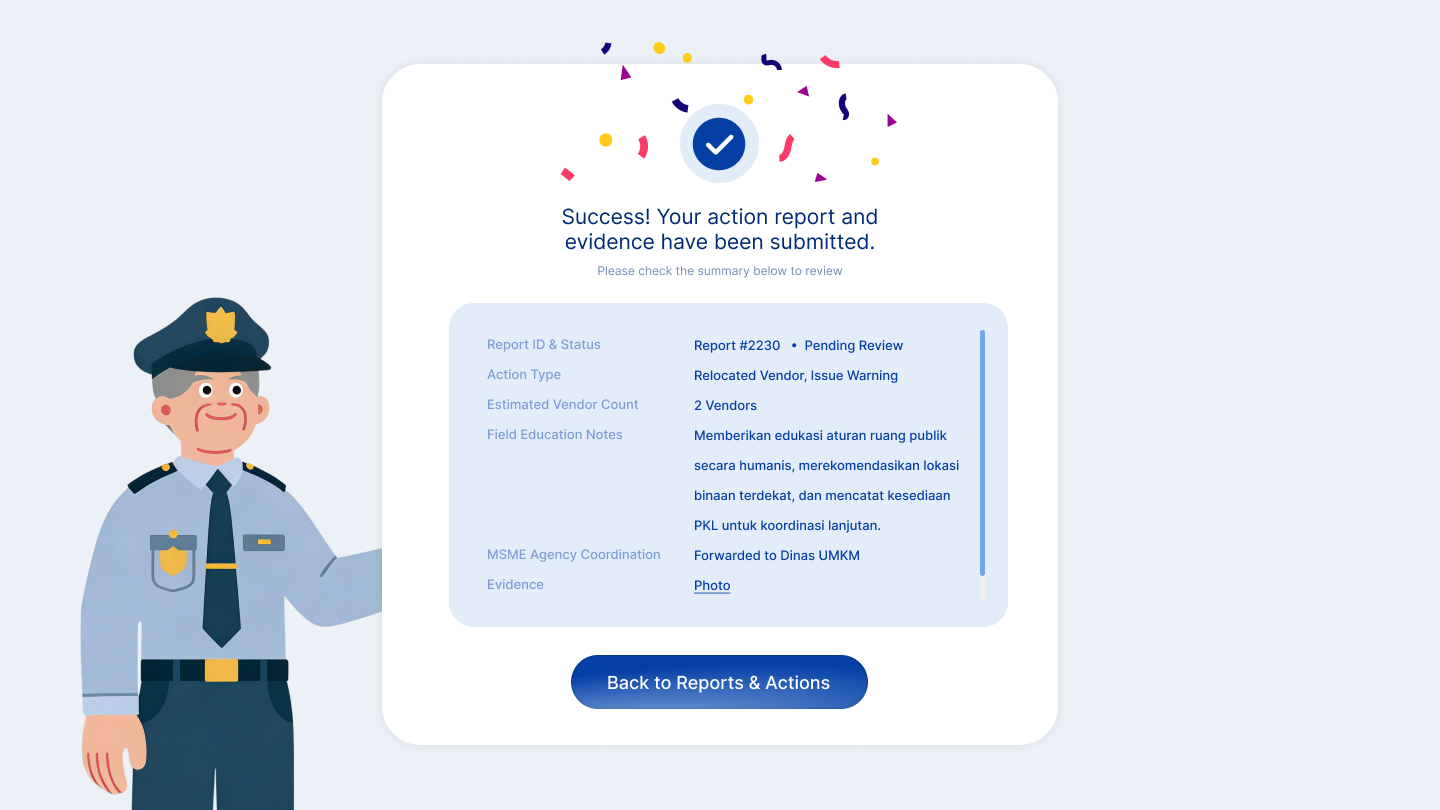 Success! Your action report and
evidence have been submitted.
Please check the summary below to review
Report ID & Status
Report #2230 • Pending Review
Action Type
Relocated Vendor, Issue Warning
Estimated Vendor Count
2 Vendors
Field Education Notes
Memberikan edukasi aturan ruang publik
secara humanis, merekomendasikan lokasi
binaan terdekat, dan mencatat kesediaan
PKL untuk koordinasi lanjutan.
MSME Agency Coordination
Forwarded to Dinas UMKM
Evidence
Photo
Back to Reports & Actions